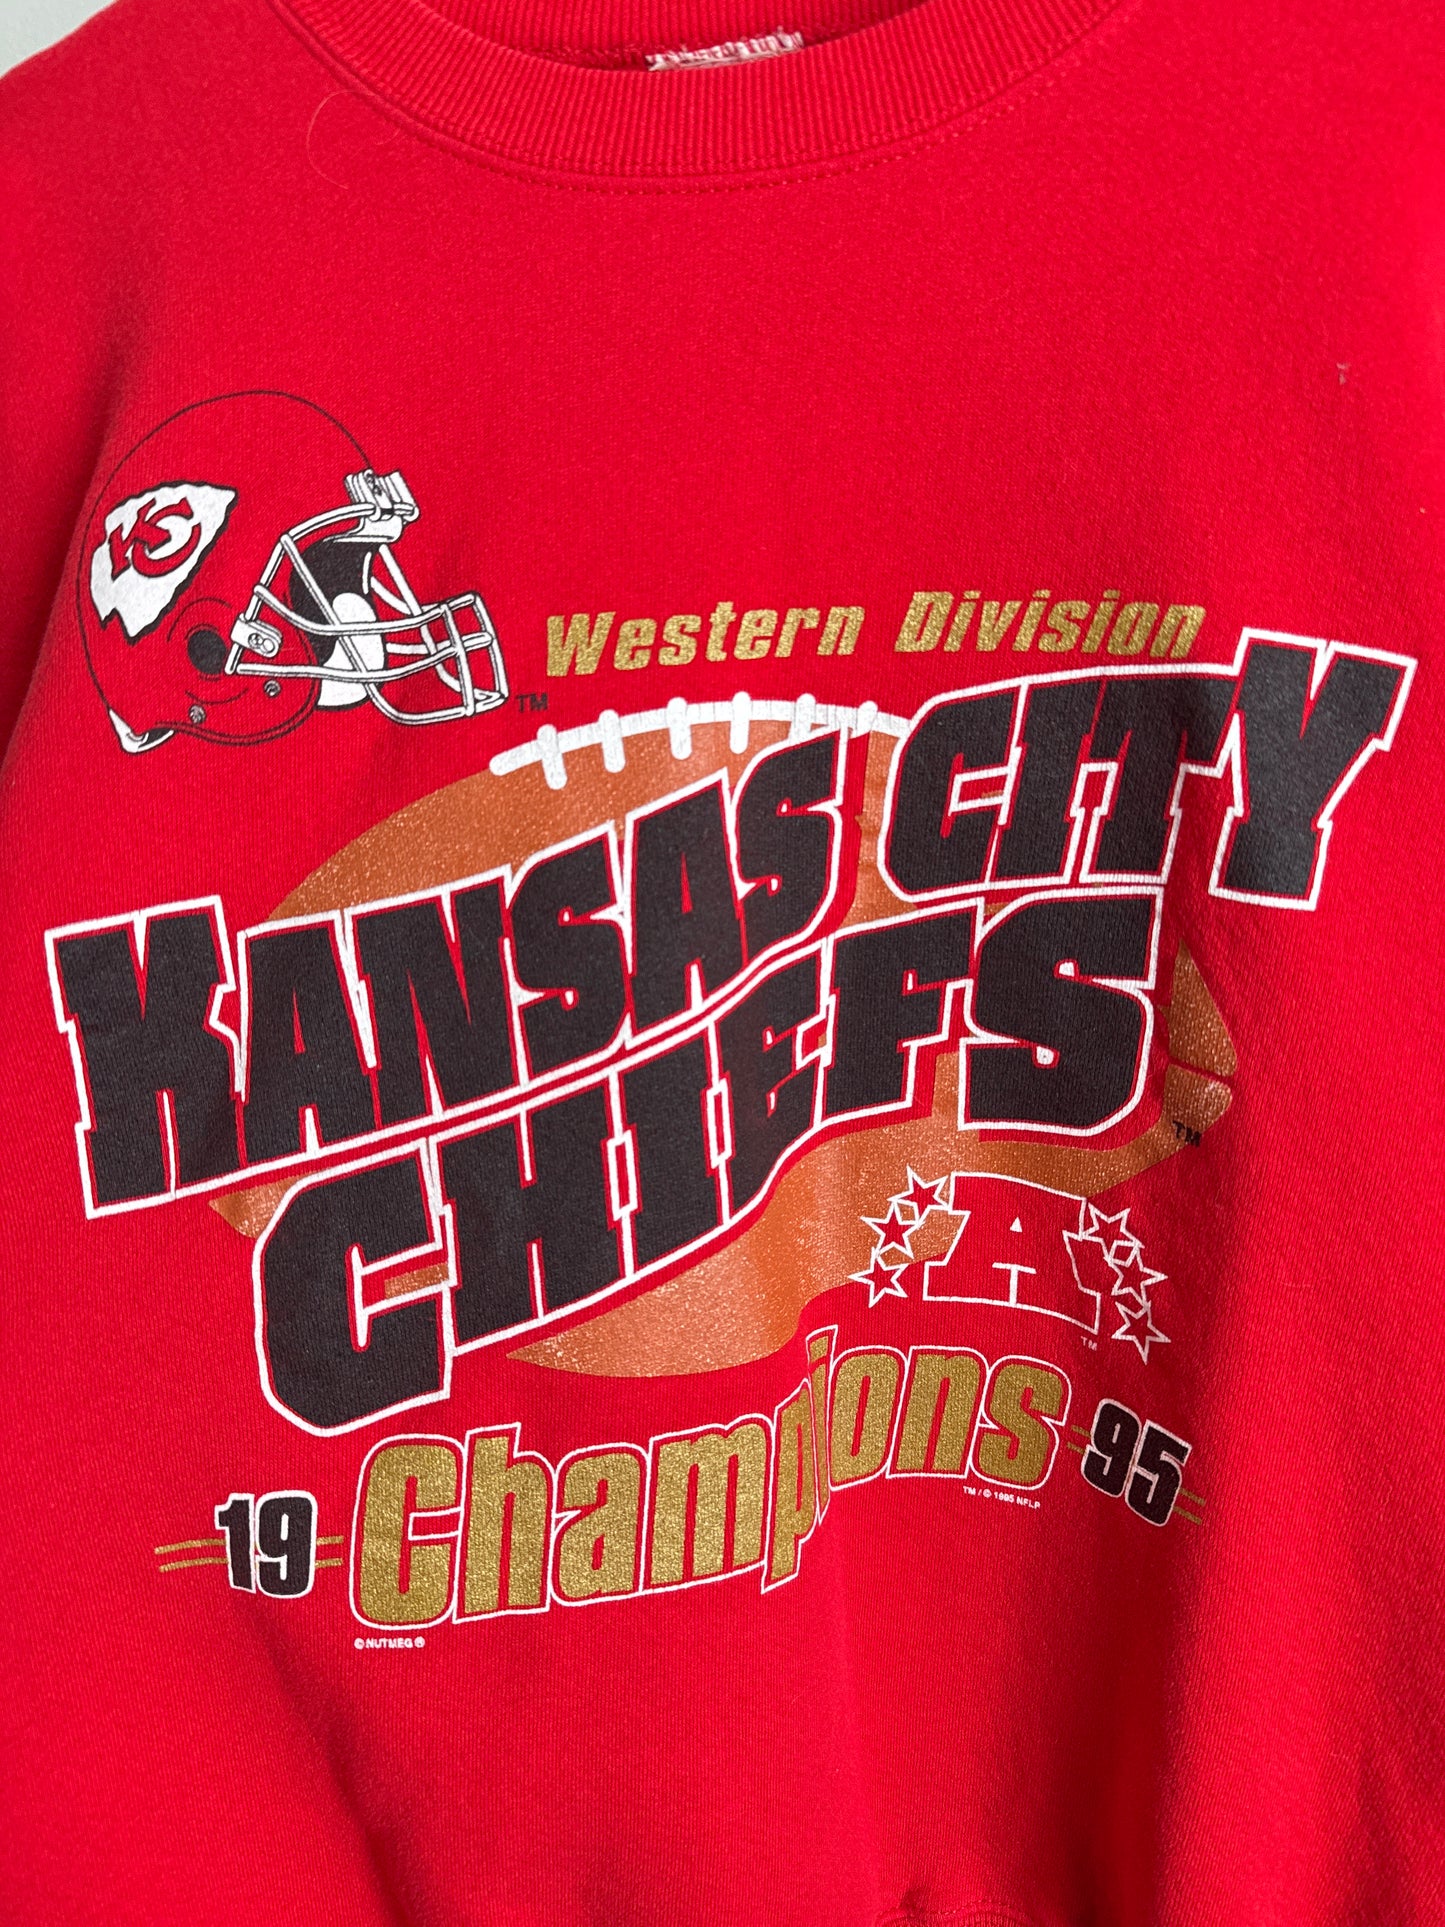 KC
Western Division
TM
KANSAS CITY
CHIEFS
TM
A
TM
19 Champions 95
TM / © 1995 NFLP
© NUTMEG ®